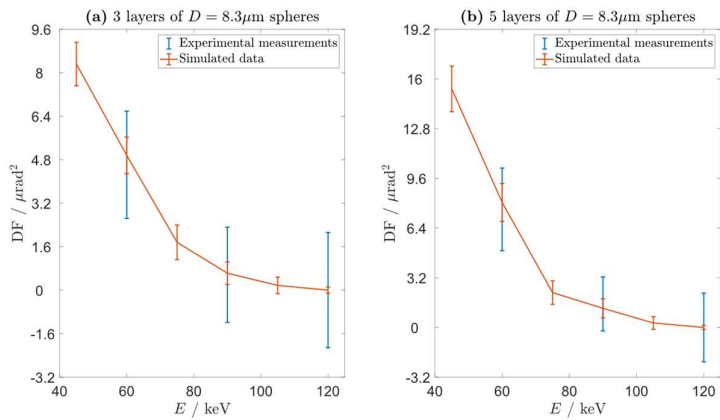 (a) 3 layers of D = 8.3μm spheres
9.6
8
6.4
4.8
3.2
1.6
0
-1.6
-3.2
DF / μrad²
40 60 80 100 120
E / keV
Experimental measurements
Simulated data
(b) 5 layers of D = 8.3μm spheres
19.2
16
12.8
9.6
6.4
3.2
0
-3.2
DF / μrad²
40 60 80 100 120
E / keV
Experimental measurements
Simulated data